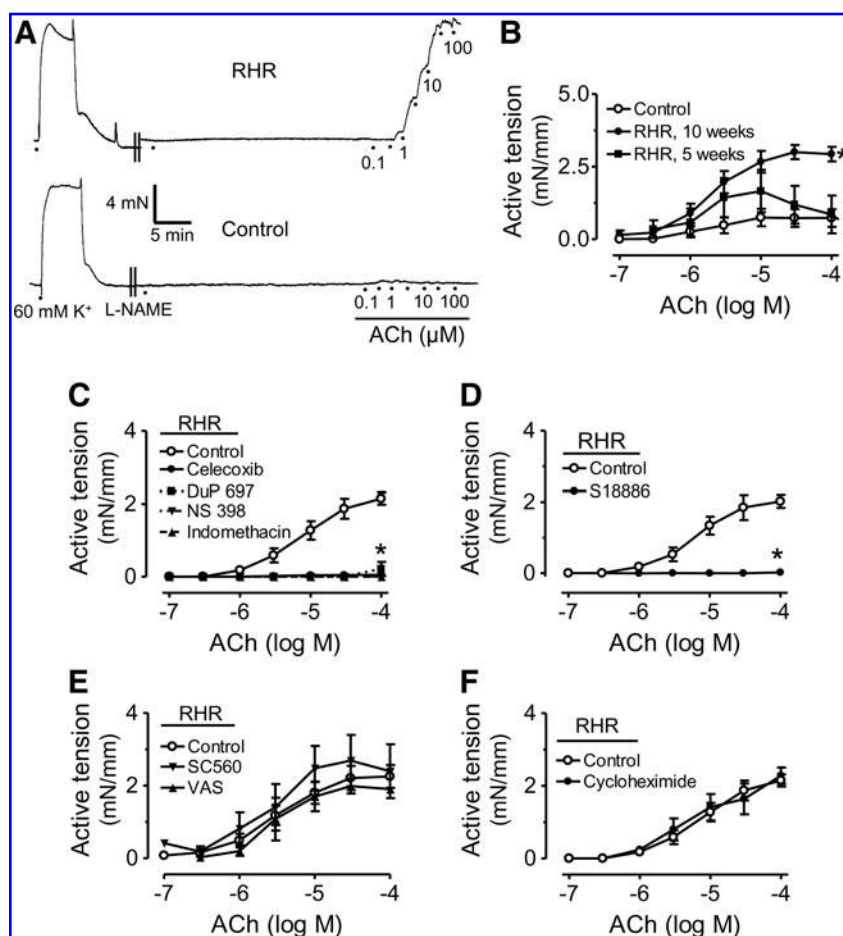 A
RHR
100
10
1
0.1
4 mN
5 min
Control
60 mM K⁺
L-NAME
0.1 1 10 100
ACh (µM)
B
Active tension
(mN/mm)
5.0
2.5
0.0
Control
RHR, 10 weeks
RHR, 5 weeks
*
-7 -6 -5 -4
ACh (log M)
C
RHR
Active tension
(mN/mm)
4
2
0
Control
Celecoxib
DuP 697
NS 398
Indomethacin
*
-7 -6 -5 -4
ACh (log M)
D
RHR
Active tension
(mN/mm)
4
2
0
Control
S18886
*
-7 -6 -5 -4
ACh (log M)
E
RHR
Active tension
(mN/mm)
4
2
0
Control
SC560
VAS
-7 -6 -5 -4
ACh (log M)
F
RHR
Active tension
(mN/mm)
4
2
0
Control
Cycloheximide
-7 -6 -5 -4
ACh (log M)